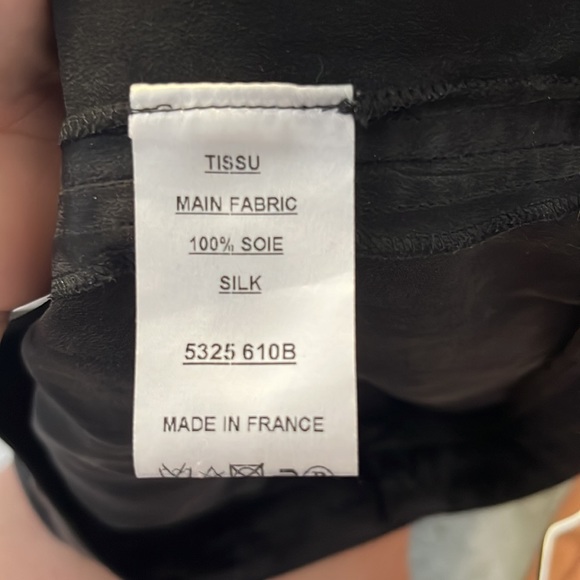 TISSU
MAIN FABRIC
100% SOIE
SILK
5325 610B
MADE IN FRANCE